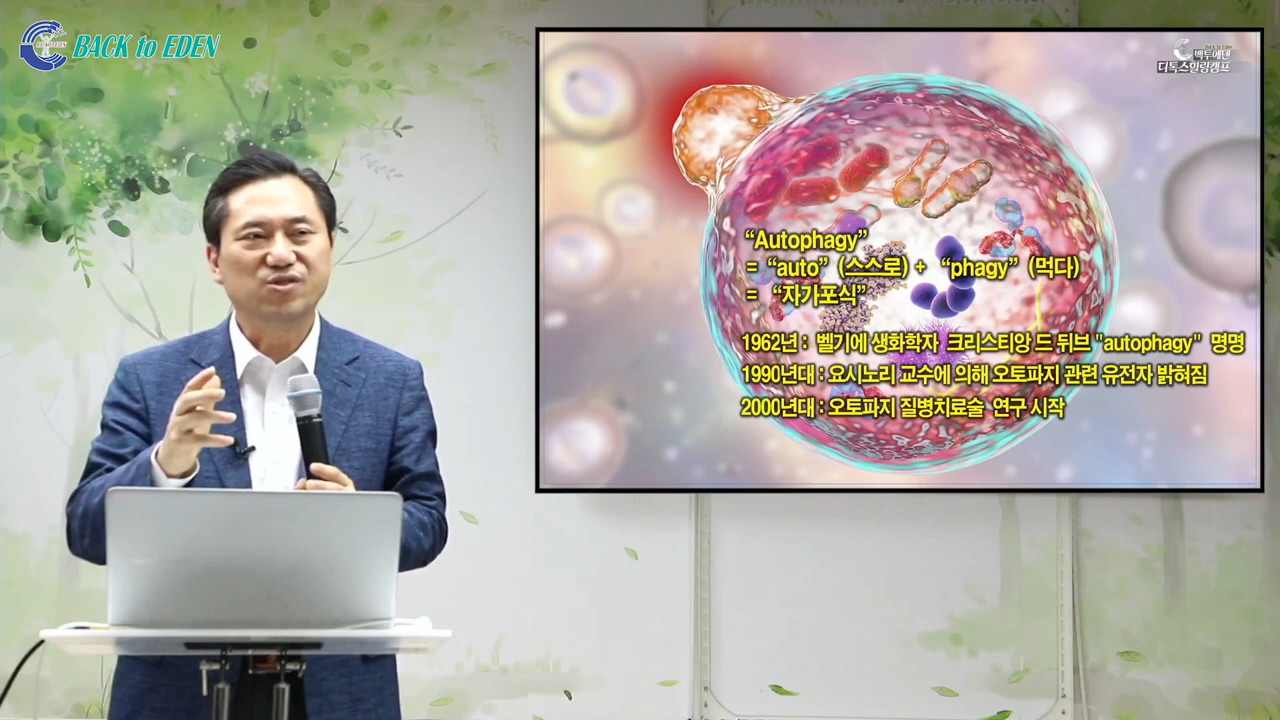 BACK to EDEN
백투에덴
디톡스힐링캠프
“Autophagy”
= “auto” (스스로) + “phagy” (먹다)
= “자가포식”
1962년 : 벨기에 생화학자 크리스티앙 드 뒤브 "autophagy" 명명
1990년대 : 요시노리 교수에 의해 오토파지 관련 유전자 밝혀짐
2000년대 : 오토파지 질병치료술 연구 시작